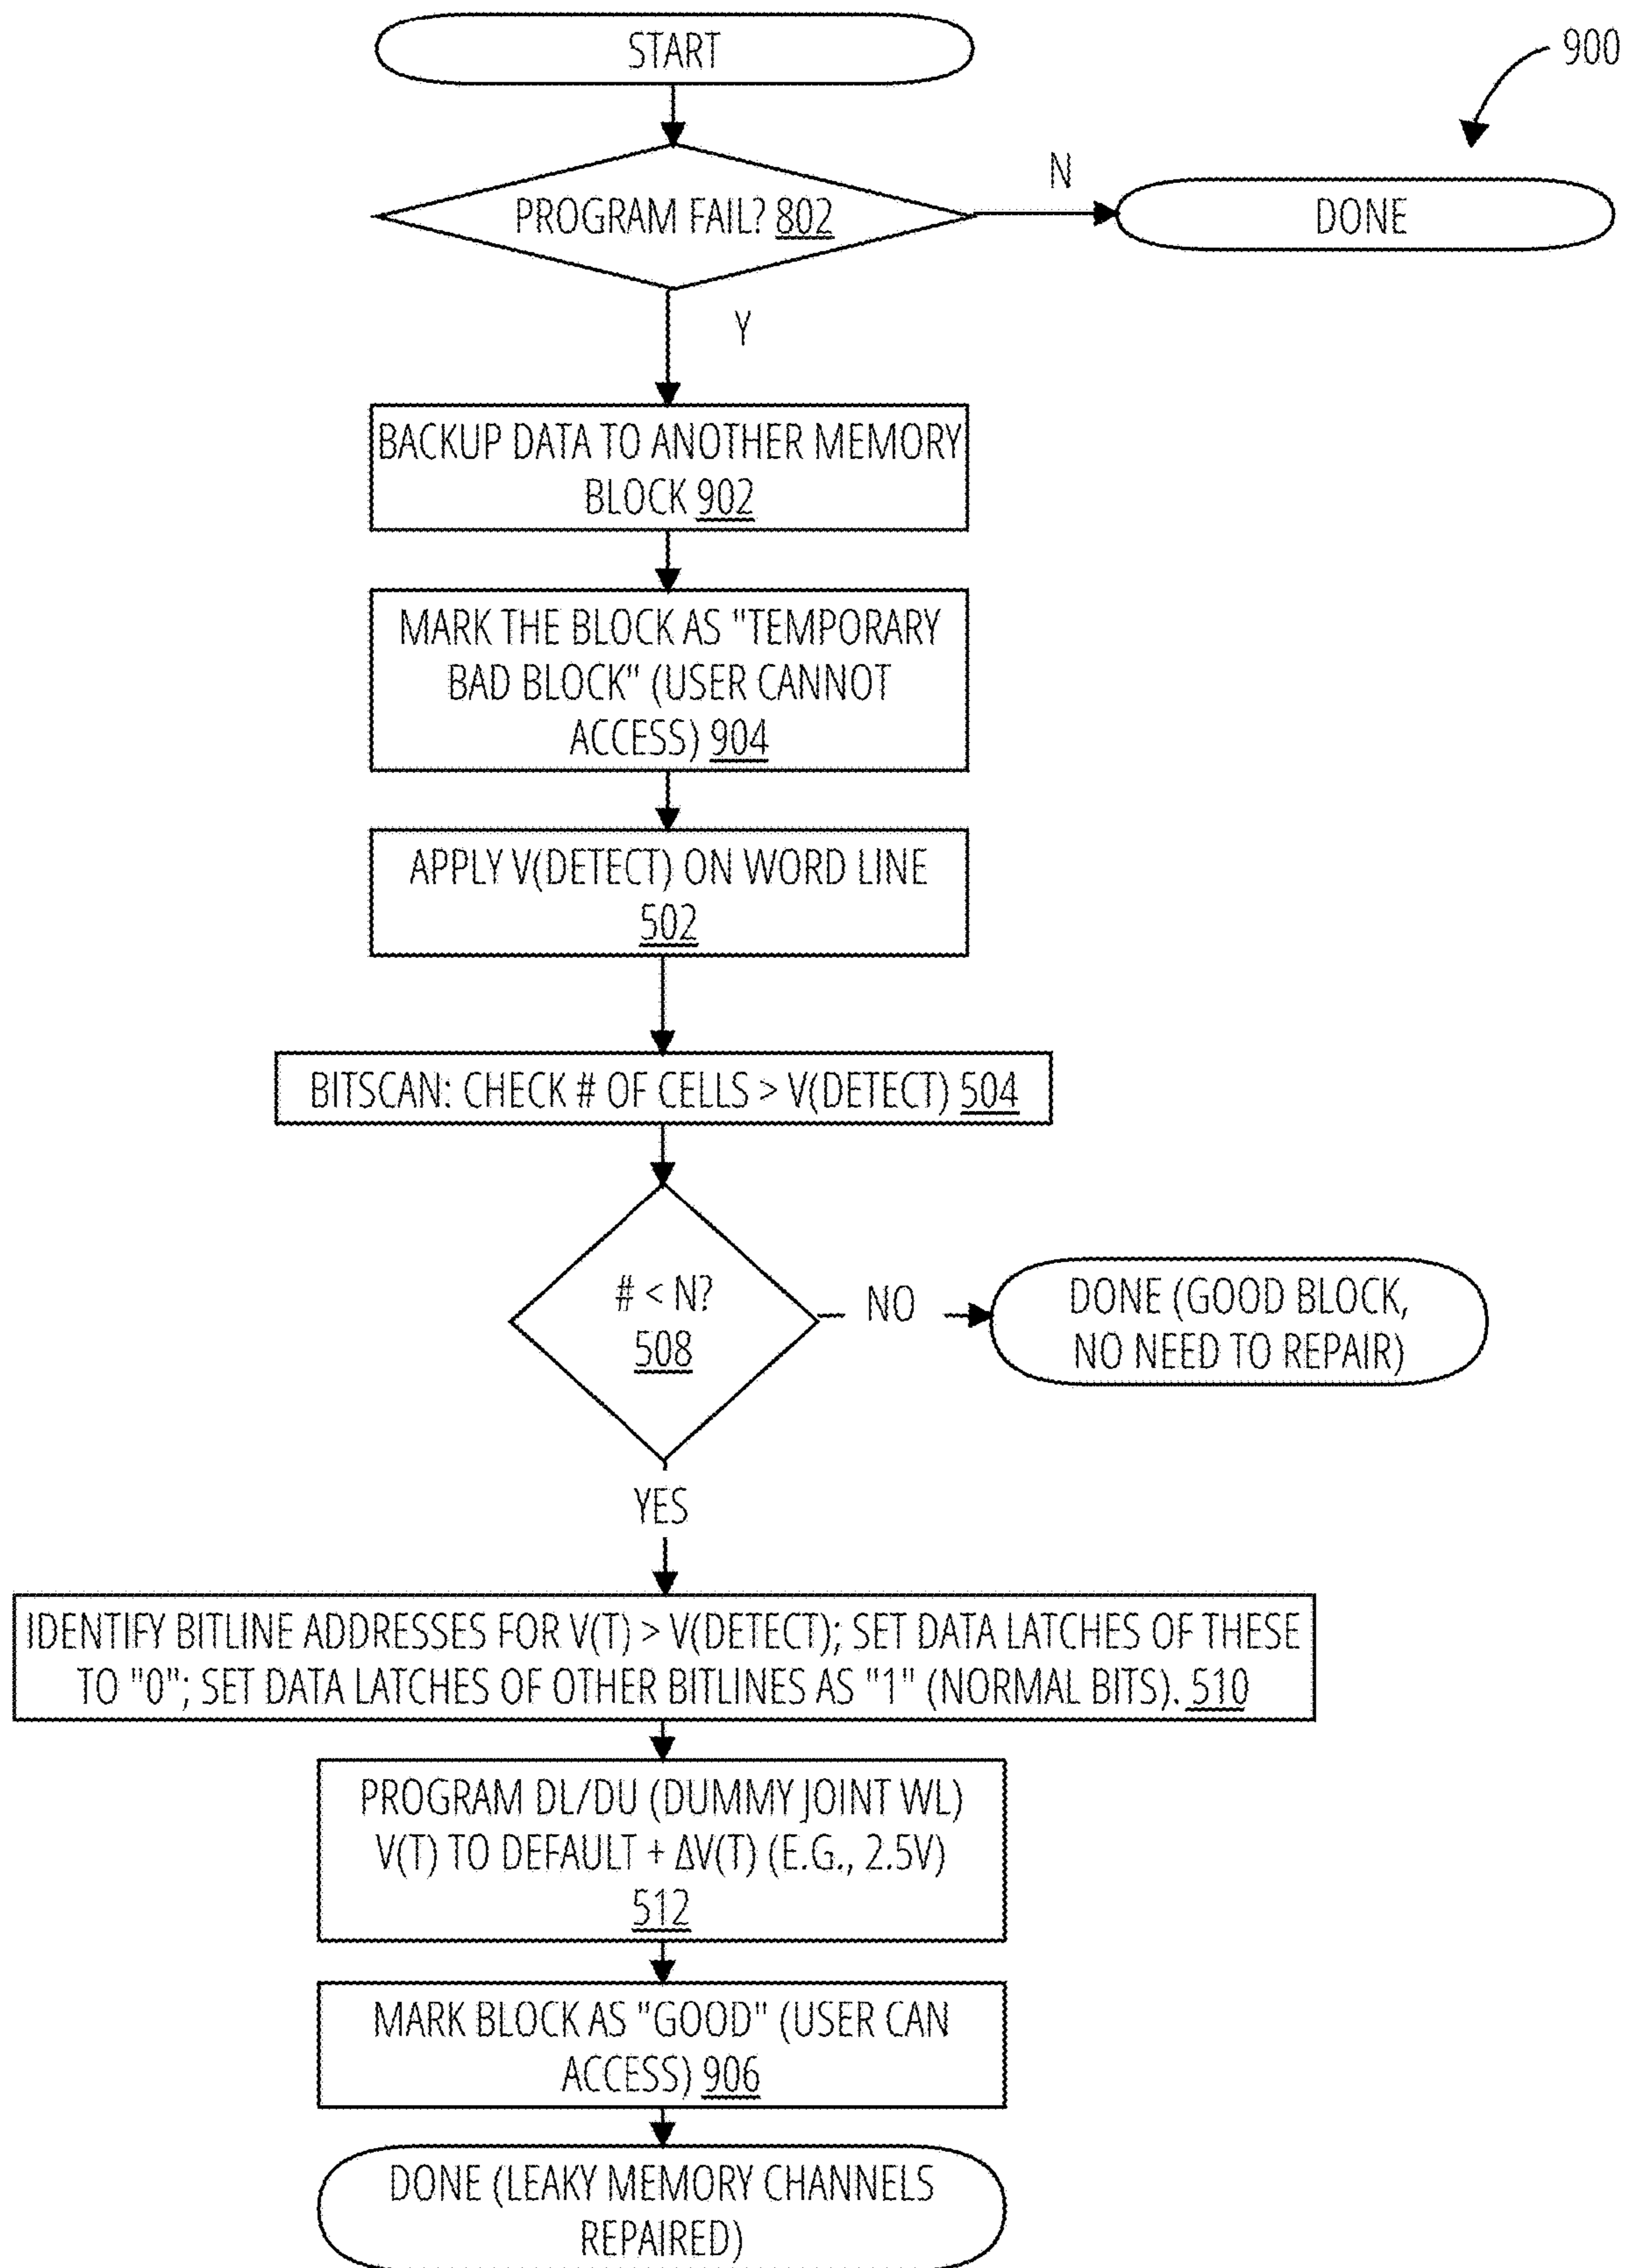 START
900
PROGRAM FAIL? 802
N
DONE
Y
BACKUP DATA TO ANOTHER MEMORY
BLOCK 902
MARK THE BLOCK AS "TEMPORARY
BAD BLOCK" (USER CANNOT
ACCESS) 904
APPLY V(DETECT) ON WORD LINE
502
BITSCAN: CHECK # OF CELLS > V(DETECT) 504
# < N?
508
NO
DONE (GOOD BLOCK,
NO NEED TO REPAIR)
YES
IDENTIFY BITLINE ADDRESSES FOR V(T) > V(DETECT); SET DATA LATCHES OF THESE
TO "0"; SET DATA LATCHES OF OTHER BITLINES AS "1" (NORMAL BITS). 510
PROGRAM DL/DU (DUMMY JOINT WL)
V(T) TO DEFAULT + ΔV(T) (E.G., 2.5V)
512
MARK BLOCK AS "GOOD" (USER CAN
ACCESS) 906
DONE (LEAKY MEMORY CHANNELS
REPAIRED)